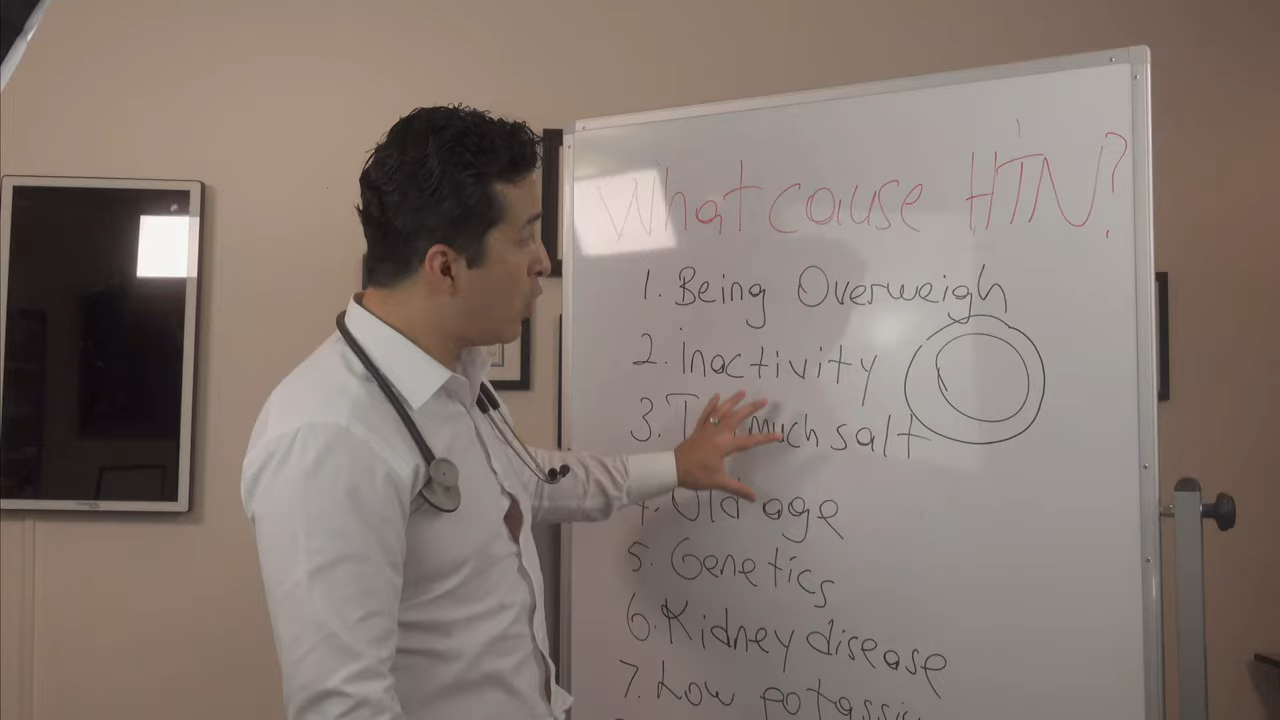 What cause HTN?
1. Being Overweigh
2. inactivity
3. much salt
4. Old age
5. Genetics
6. Kidney disease
7. Low